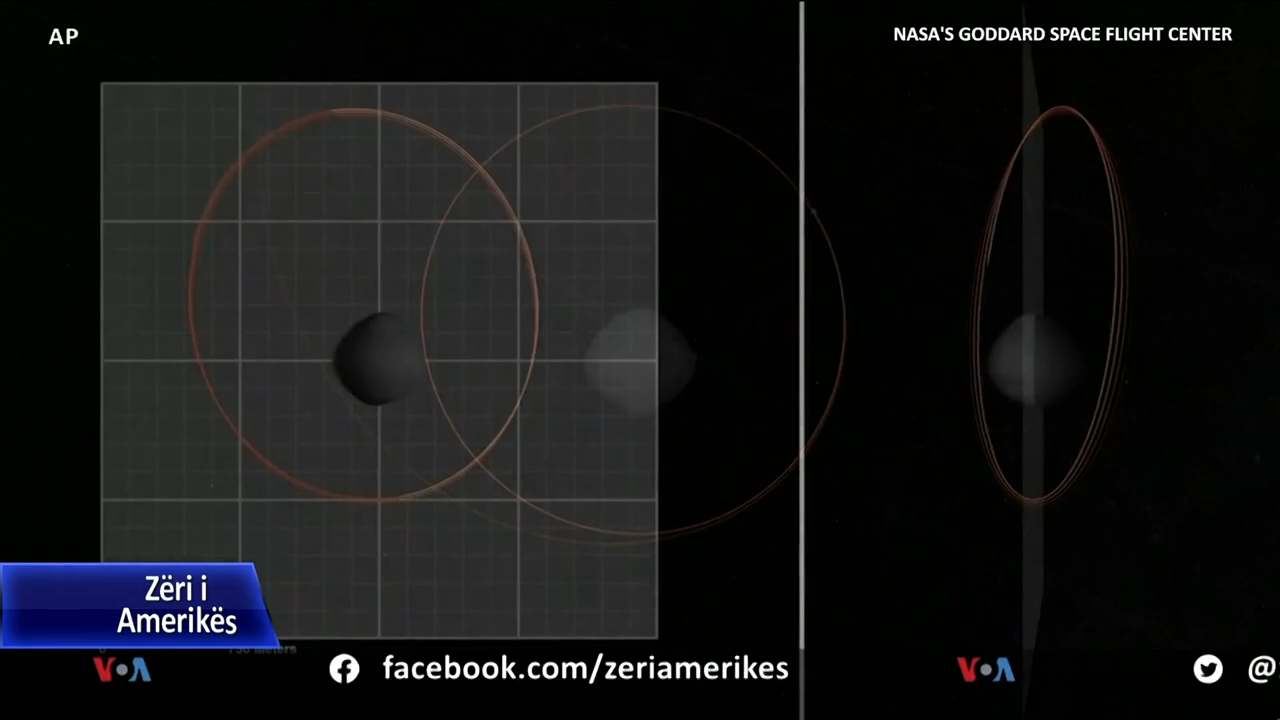 AP
NASA'S GODDARD SPACE FLIGHT CENTER
Zëri i
Amerikës
VOA
facebook.com/zeriamerikes
VOA
@